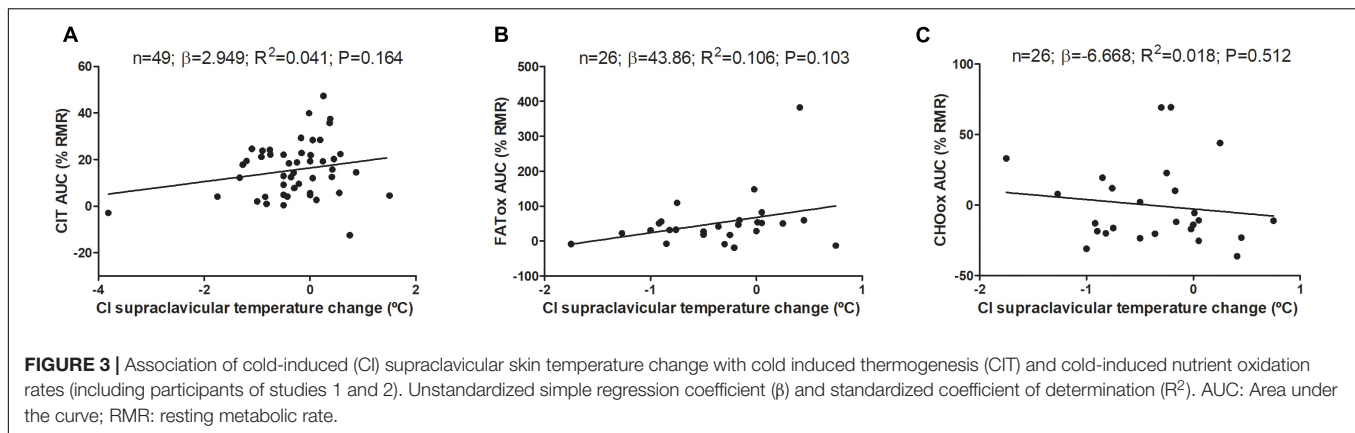 A
n=49; β=2.949; R²=0.041; P=0.164
CIT AUC (% RMR)
60
40
20
0
-20
-4
-2
0
2
CI supraclavicular temperature change (ºC)
B
n=26; β=43.86; R²=0.106; P=0.103
FATox AUC (% RMR)
500
400
300
200
100
0
-100
-2
-1
0
1
CI supraclavicular temperature change (ºC)
C
n=26; β=-6.668; R²=0.018; P=0.512
CHOox AUC (% RMR)
100
50
0
-50
-2
-1
0
1
CI supraclavicular temperature change (ºC)
FIGURE 3 | Association of cold-induced (CI) supraclavicular skin temperature change with cold induced thermogenesis (CIT) and cold-induced nutrient oxidation
rates (including participants of studies 1 and 2). Unstandardized simple regression coefficient (β) and standardized coefficient of determination (R²). AUC: Area under
the curve; RMR: resting metabolic rate.